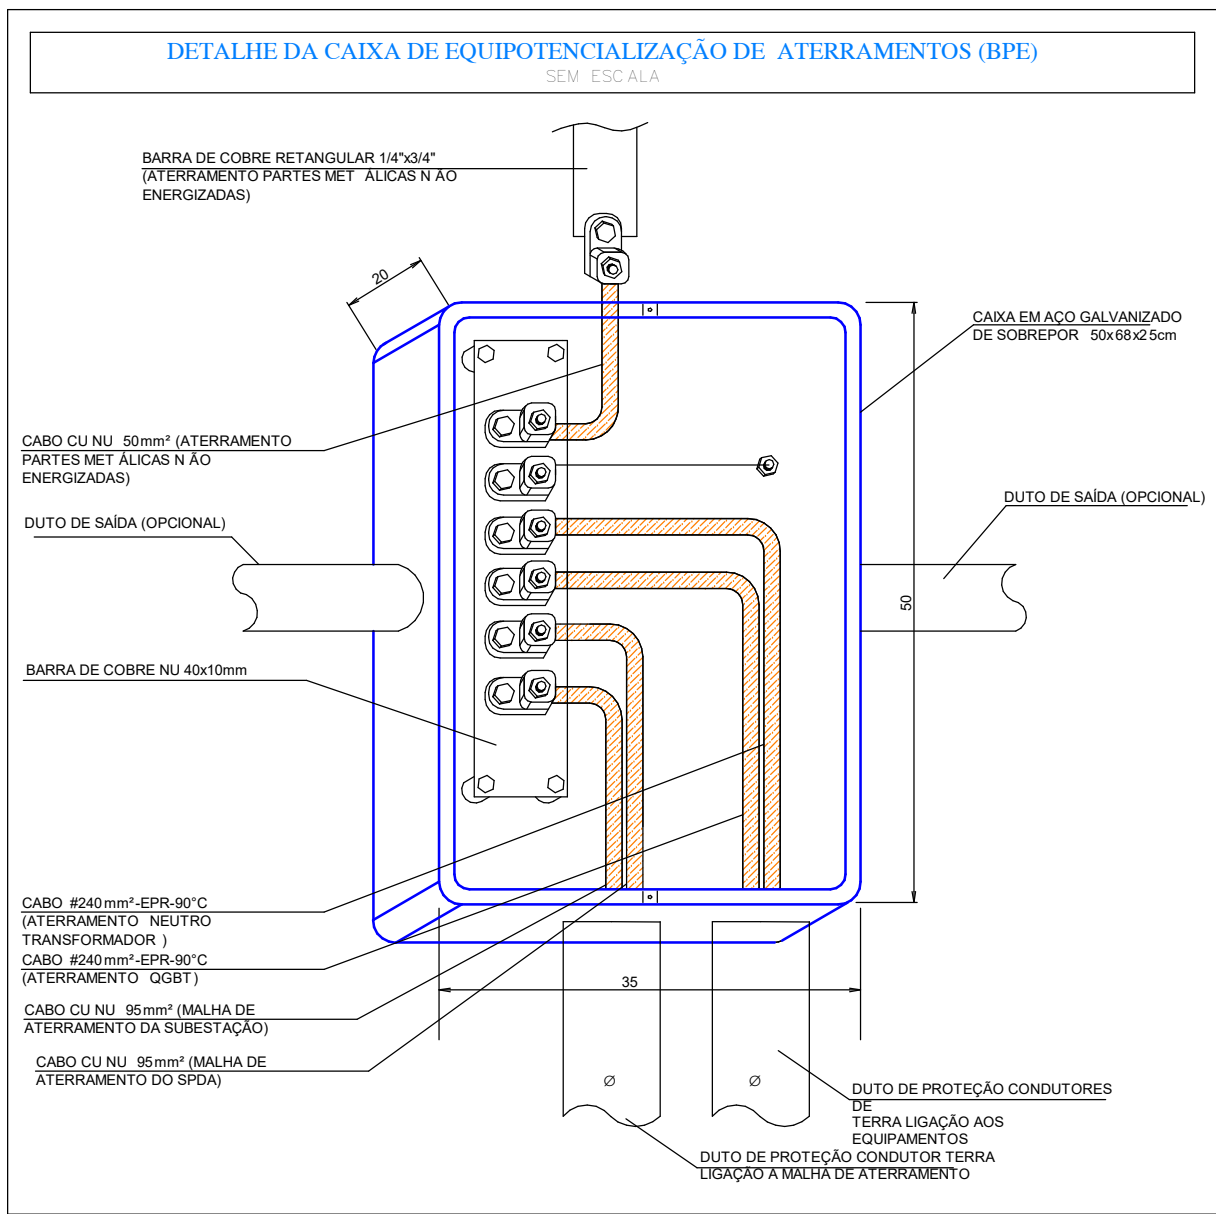 DETALHE DA CAIXA DE EQUIPOTENCIALIZAÇÃO DE ATERRAMENTOS (BPE)
SEM ESCALA
BARRA DE COBRE RETANGULAR 1/4"x3/4"
(ATERRAMENTO PARTES MET ÁLICAS N ÃO
ENERGIZADAS)
20
CAIXA EM AÇO GALVANIZADO
DE SOBREPOR 50x68x25cm
CABO CU NU 50mm² (ATERRAMENTO
PARTES MET ÁLICAS N ÃO
ENERGIZADAS)
DUTO DE SAÍDA (OPCIONAL)
DUTO DE SAÍDA (OPCIONAL)
50
BARRA DE COBRE NU 40x10mm
CABO #240mm²-EPR-90°C
(ATERRAMENTO NEUTRO
TRANSFORMADOR )
CABO #240mm²-EPR-90°C
(ATERRAMENTO QGBT)
35
CABO CU NU 95mm² (MALHA DE
ATERRAMENTO DA SUBESTAÇÃO)
CABO CU NU 95mm² (MALHA DE
ATERRAMENTO DO SPDA)
Ø
Ø
DUTO DE PROTEÇÃO CONDUTORES
DE
TERRA LIGAÇÃO AOS
EQUIPAMENTOS
DUTO DE PROTEÇÃO CONDUTOR TERRA
LIGAÇÃO A MALHA DE ATERRAMENTO